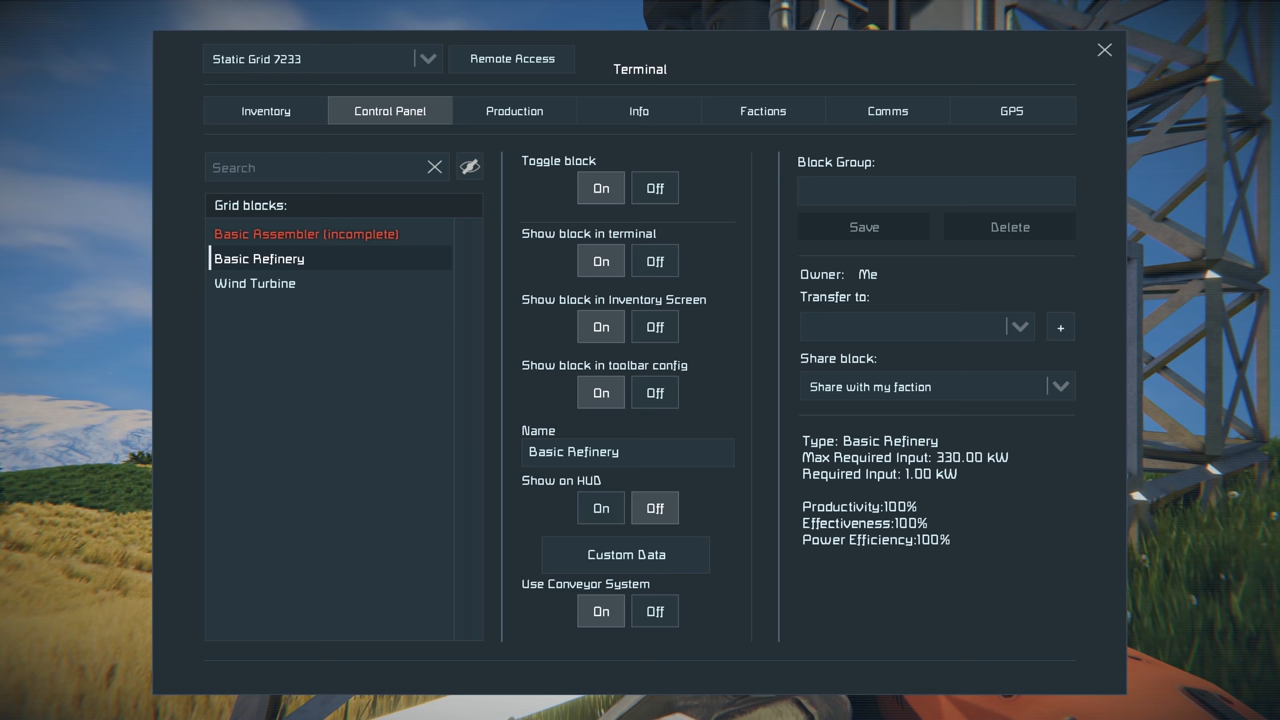 Static Grid 7233
Remote Access
Terminal
Inventory
Control Panel
Production
Info
Factions
Comms
GPS
Search
Grid blocks:
Basic Assembler (incomplete)
Basic Refinery
Wind Turbine
Toggle block
On Off
Show block in terminal
On Off
Show block in Inventory Screen
On Off
Show block in toolbar config
On Off
Name
Basic Refinery
Show on HUD
On Off
Custom Data
Use Conveyor System
On Off
Block Group:
Save Delete
Owner: Me
Transfer to:
+
Share block:
Share with my faction
Type: Basic Refinery
Max Required Input: 330.00 kW
Required Input: 1.00 kW
Productivity:100%
Effectiveness:100%
Power Efficiency:100%